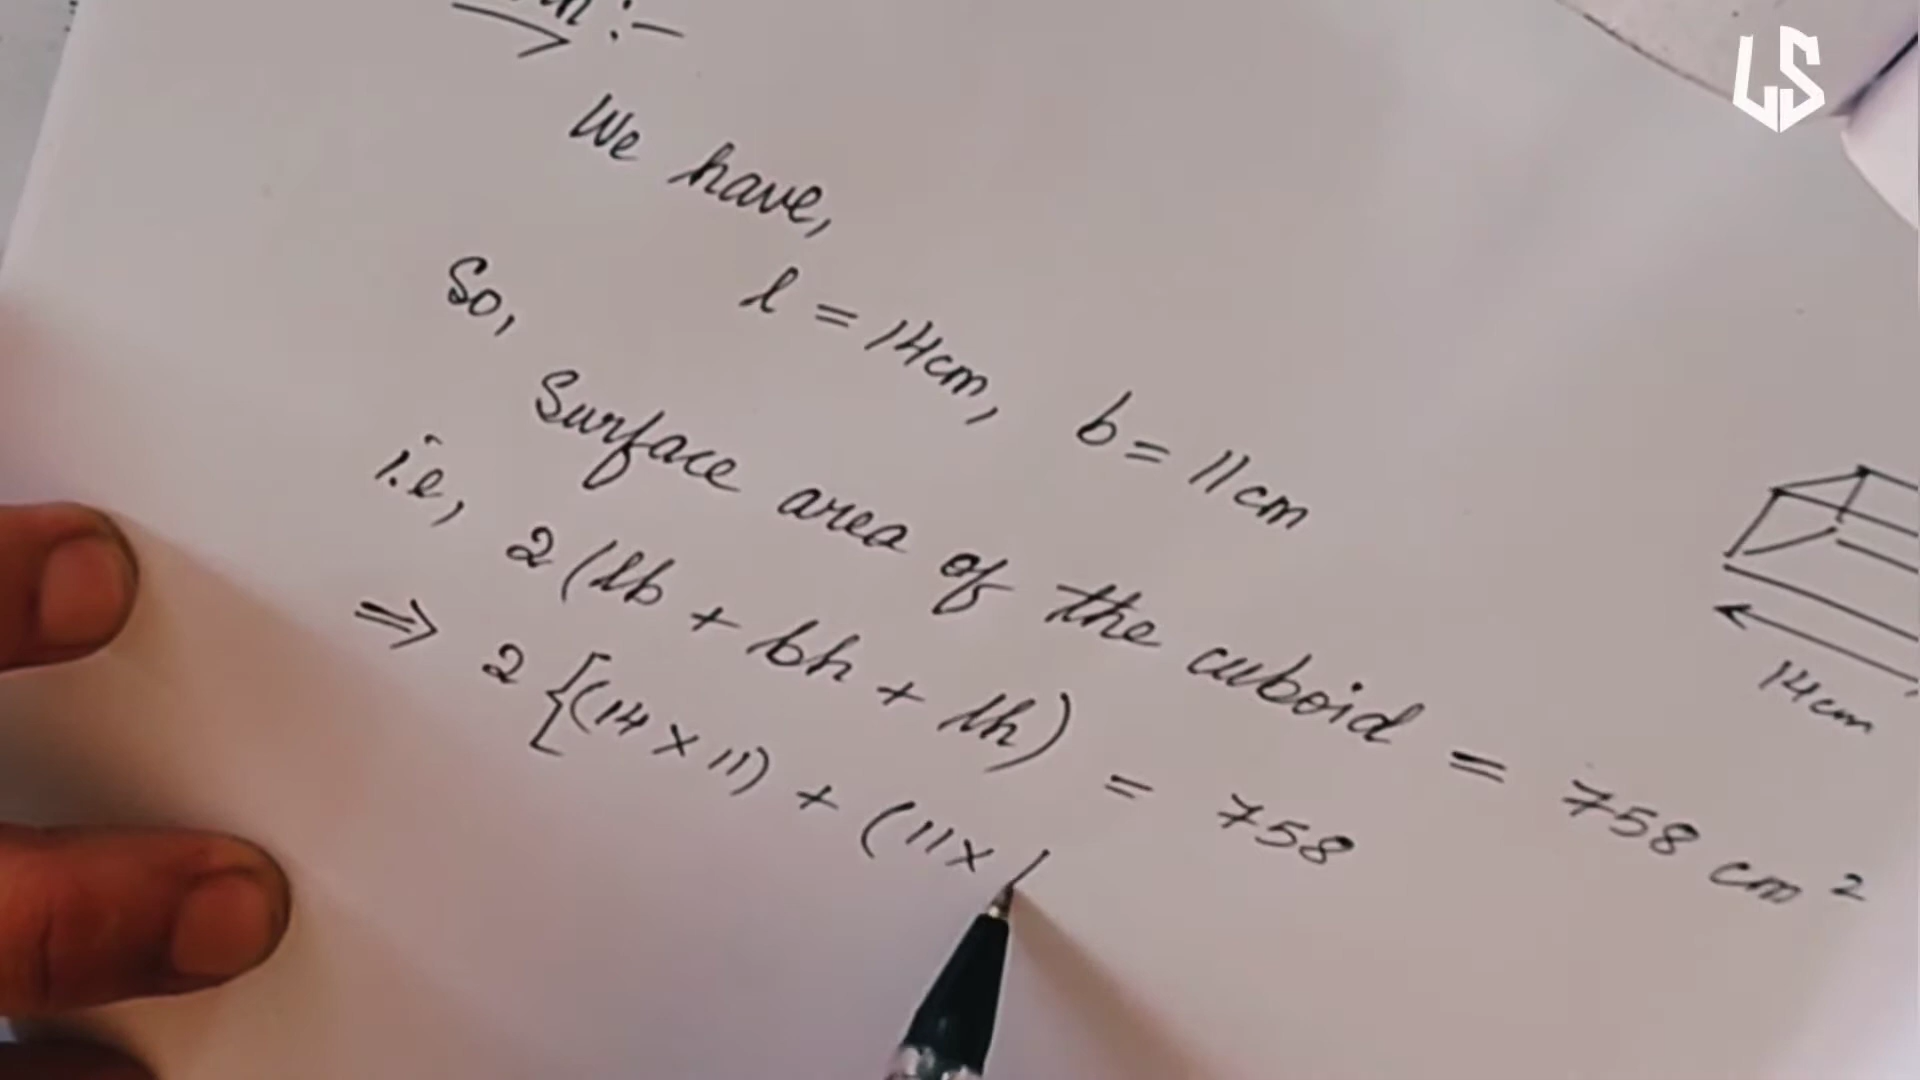 We have,
l = 14cm, b = 11cm
So,
Surface area of the cuboid = 758 cm²
i.e, 2(lb + bh + lh) = 758
⇒ 2[{(14 × 11) + (11 ×
14cm
LS